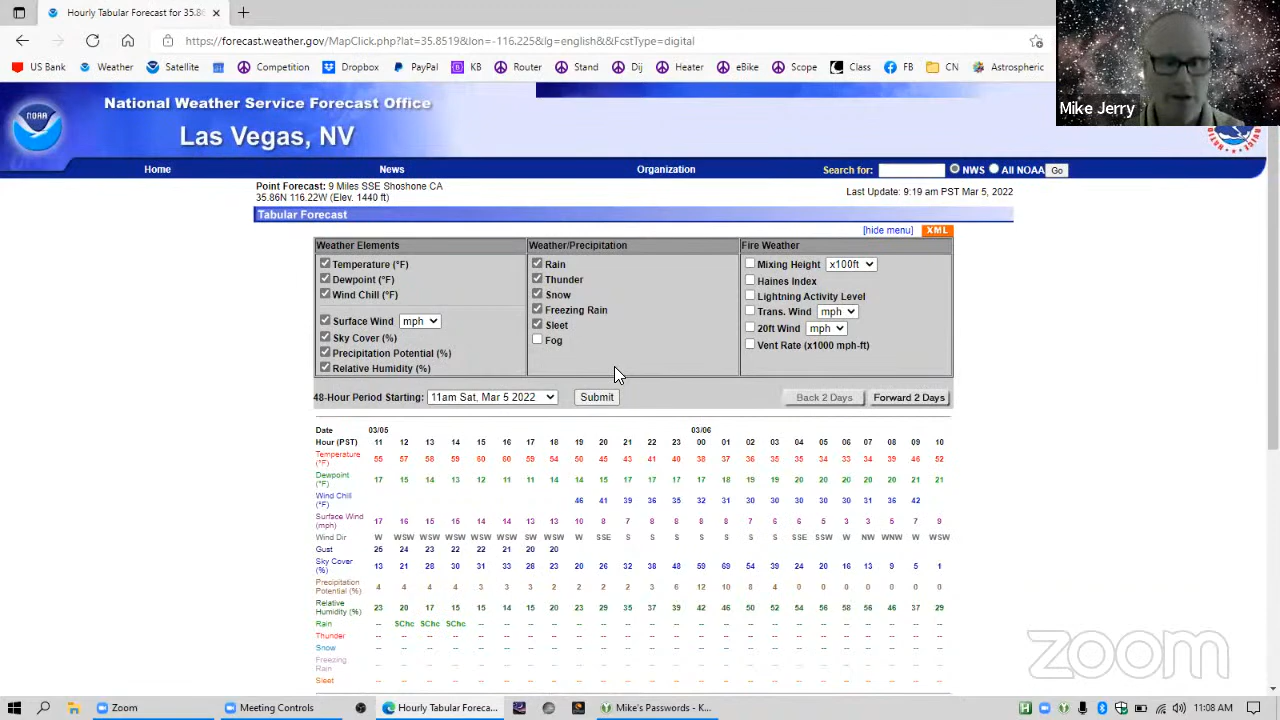 Hourly Tabular Forecast for 35.86
https://forecast.weather.gov/MapClick.php?lat=35.8519&lon=-116.225&lg=english&&FcstType=digital
US Bank Weather Satellite Competition Dropbox PayPal KB Router Stand Dij Heater eBike Scope Class FB CN Astrospheric
Mike Jerry
NOAA
National Weather Service Forecast Office
Las Vegas, NV
Home News Organization Search for: NWS All NOAA Go
Point Forecast: 9 Miles SSE Shoshone CA
35.86N 116.22W (Elev. 1440 ft)
Last Update: 9:19 am PST Mar 5, 2022
Tabular Forecast
[hide menu] XML
Weather Elements Weather/Precipitation Fire Weather
Temperature (°F) Rain Mixing Height x100ft
Dewpoint (°F) Thunder Haines Index
Wind Chill (°F) Snow Lightning Activity Level
Freezing Rain Trans. Wind mph
Surface Wind mph Sleet 20ft Wind mph
Sky Cover (%) Fog Vent Rate (x1000 mph-ft)
Precipitation Potential (%)
Relative Humidity (%)
48-Hour Period Starting: 11am Sat, Mar 5 2022 Submit Back 2 Days Forward 2 Days
Date 03/05 03/06
Hour (PST) 11 12 13 14 15 16 17 18 19 20 21 22 23 00 01 02 03 04 05 06 07 08 09 10
Temperature (°F) 55 57 58 59 60 60 59 54 50 45 43 41 40 38 37 36 35 35 34 33 34 39 46 52
Dewpoint (°F) 17 15 14 13 12 11 11 14 14 15 17 17 17 17 18 19 19 20 20 20 20 20 21 21
Wind Chill (°F) 46 41 39 36 35 32 31 30 30 30 30 30 31 36 42
Surface Wind (mph) 17 16 15 15 14 14 13 13 10 8 7 8 8 8 8 7 6 6 5 3 3 5 7 9
Wind Dir W WSW WSW WSW WSW WSW SW WSW W SSE S S S S S S S SSE SSW W NW WNW W WSW
Gust 25 24 23 22 22 21 20 20
Sky Cover (%) 13 21 28 30 31 33 28 23 20 26 32 38 48 59 69 54 39 24 20 16 13 9 5 1
Precipitation Potential (%) 4 4 4 4 3 3 3 2 2 2 2 3 6 12 10 8 4 0 0 0 0 0 0 0
Relative Humidity (%) 23 20 17 15 15 14 15 20 23 29 35 37 39 42 46 50 52 54 56 58 56 46 37 29
Rain -- SChc SChc SChc -- -- -- -- -- -- -- -- -- -- -- -- -- -- -- -- -- -- -- --
Thunder -- -- -- -- -- -- -- -- -- -- -- -- -- -- -- -- -- -- -- -- -- -- -- --
Snow -- -- -- -- -- -- -- -- -- -- -- -- -- -- -- -- -- -- -- -- -- -- -- --
Freezing Rain -- -- -- -- -- -- -- -- -- -- -- -- -- -- -- -- -- -- -- -- -- -- -- --
Sleet -- -- -- -- -- -- -- -- -- -- -- -- -- -- -- -- -- -- -- -- -- -- -- --
zoom
Zoom Meeting Controls Hourly Tabular Foreca... Mike's Passwords - K... 11:08 AM